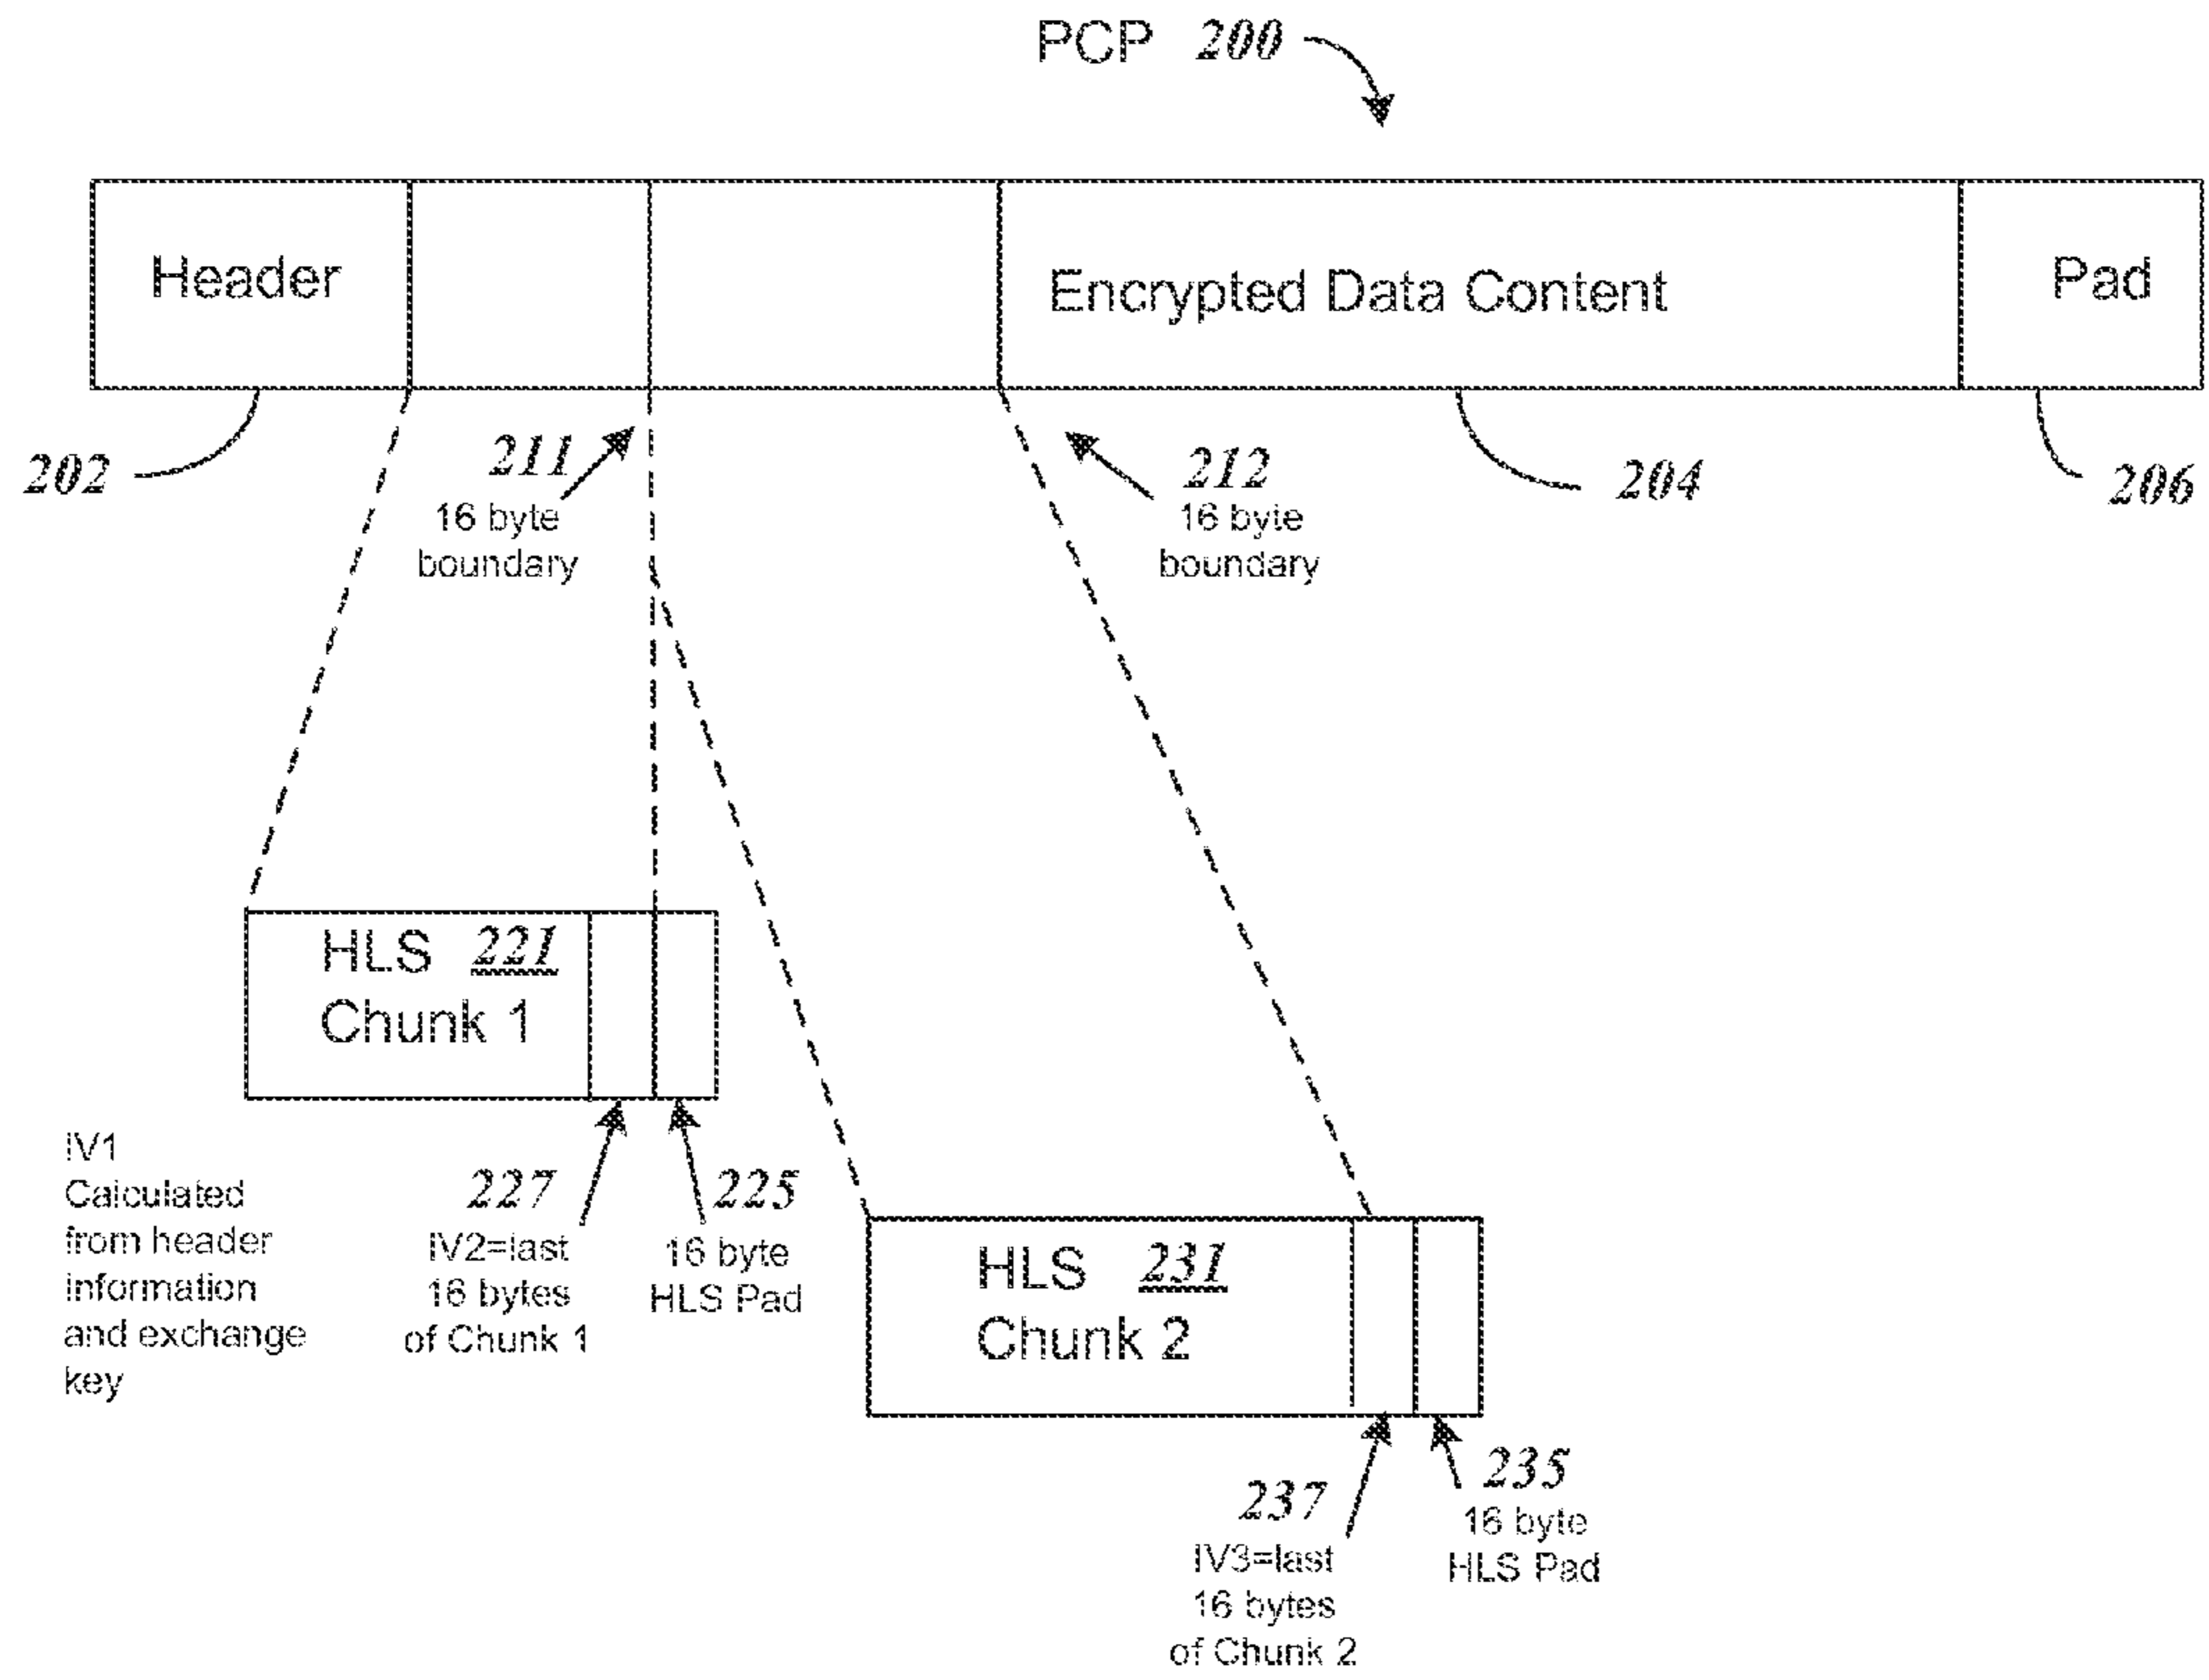 PCP 200
Header
Encrypted Data Content
Pad
202
211
16 byte
boundary
212
16 byte
boundary
204
206
HLS 221
Chunk 1
IV1
Calculated
from header
information
and exchange
key
227
IV2=last
16 bytes
of Chunk 1
225
16 byte
HLS Pad
HLS 231
Chunk 2
237
IV3=last
16 bytes
of Chunk 2
235
16 byte
HLS Pad